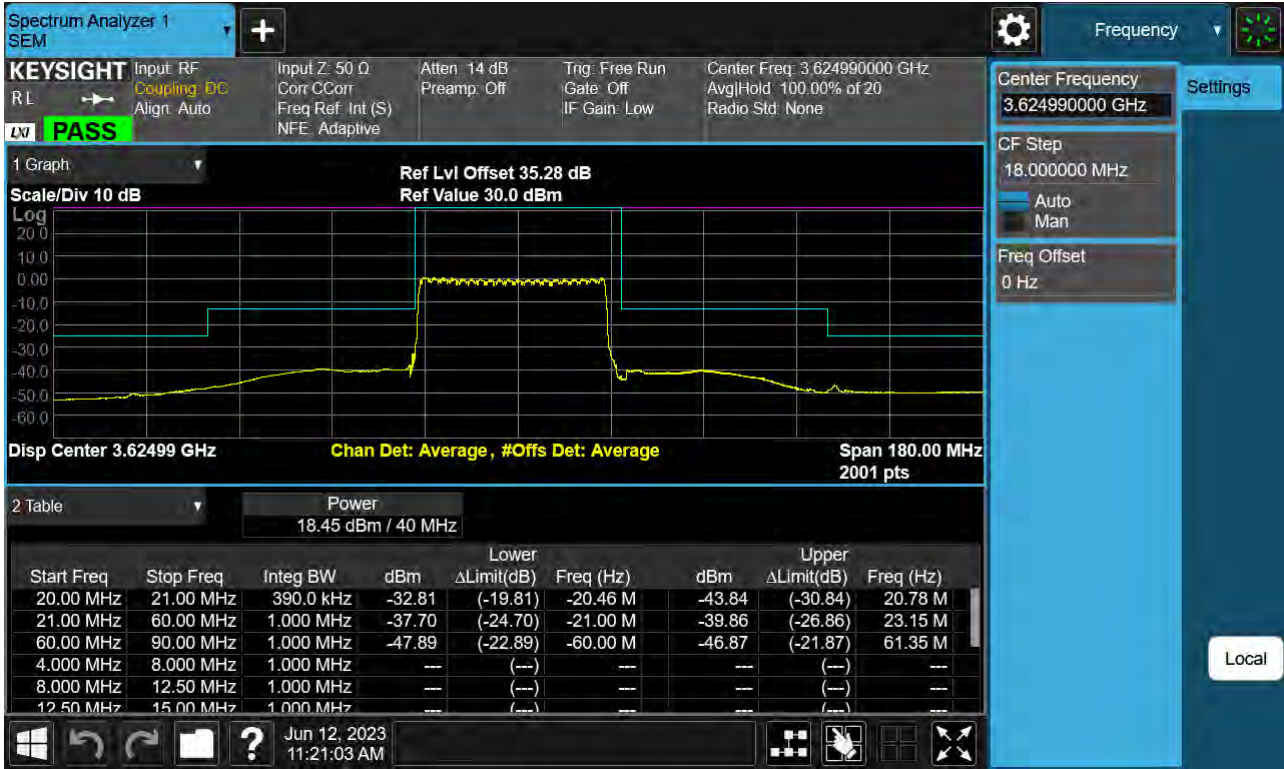 Spectrum Analyzer 1
SEM
+
Frequency
KEYSIGHT
R L
LXI
PASS
Input: RF
Coupling: DC
Align: Auto
Input Z: 50 Ω
Corr CCorr
Freq Ref: Int (S)
NFE: Adaptive
Atten: 14 dB
Preamp: Off
Trig: Free Run
Gate: Off
IF Gain: Low
Center Freq: 3.624990000 GHz
Avg|Hold: 100.00% of 20
Radio Std: None
Center Frequency
3.624990000 GHz
Settings
CF Step
18.000000 MHz
Auto
Man
Freq Offset
0 Hz
Local
1 Graph
Scale/Div 10 dB
Ref Lvl Offset 35.28 dB
Ref Value 30.0 dBm
Log
20.0
10.0
0.00
-10.0
-20.0
-30.0
-40.0
-50.0
-60.0
Disp Center 3.62499 GHz
Chan Det: Average, #Offs Det: Average
Span 180.00 MHz
2001 pts
2 Table
Power
18.45 dBm / 40 MHz
Lower Upper
Start Freq Stop Freq Integ BW dBm ΔLimit(dB) Freq (Hz) dBm ΔLimit(dB) Freq (Hz)
20.00 MHz 21.00 MHz 390.0 kHz -32.81 (-19.81) -20.46 M -43.84 (-30.84) 20.78 M
21.00 MHz 60.00 MHz 1.000 MHz -37.70 (-24.70) -21.00 M -39.86 (-26.86) 23.15 M
60.00 MHz 90.00 MHz 1.000 MHz -47.89 (-22.89) -60.00 M -46.87 (-21.87) 61.35 M
4.000 MHz 8.000 MHz 1.000 MHz --- (---) --- --- (---) ---
8.000 MHz 12.50 MHz 1.000 MHz --- (---) --- --- (---) ---
12.50 MHz 15.00 MHz 1.000 MHz --- (---) --- --- (---) ---
?
Jun 12, 2023
11:21:03 AM